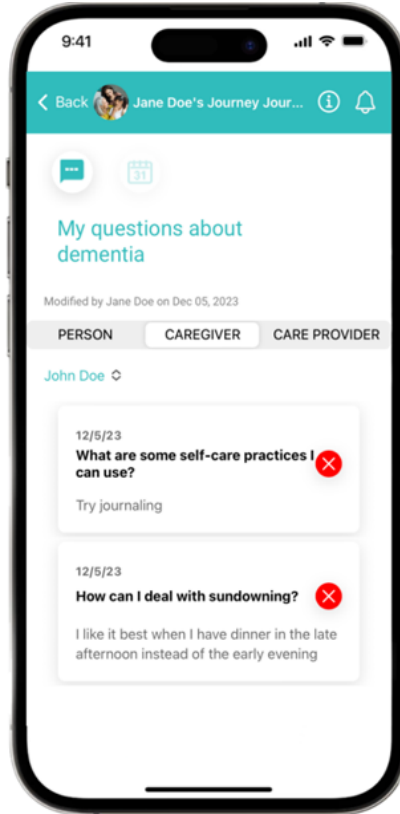 9:41
Back Jane Doe's Journey Jour...
31
My questions about
dementia
Modified by Jane Doe on Dec 05, 2023
PERSON CAREGIVER CARE PROVIDER
John Doe
12/5/23
What are some self-care practices I
can use?
Try journaling
12/5/23
How can I deal with sundowning?
I like it best when I have dinner in the late
afternoon instead of the early evening